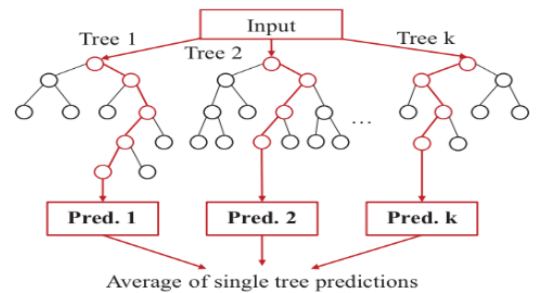 Input
Tree 1
Tree 2
Tree k
...
Pred. 1
Pred. 2
Pred. k
Average of single tree predictions